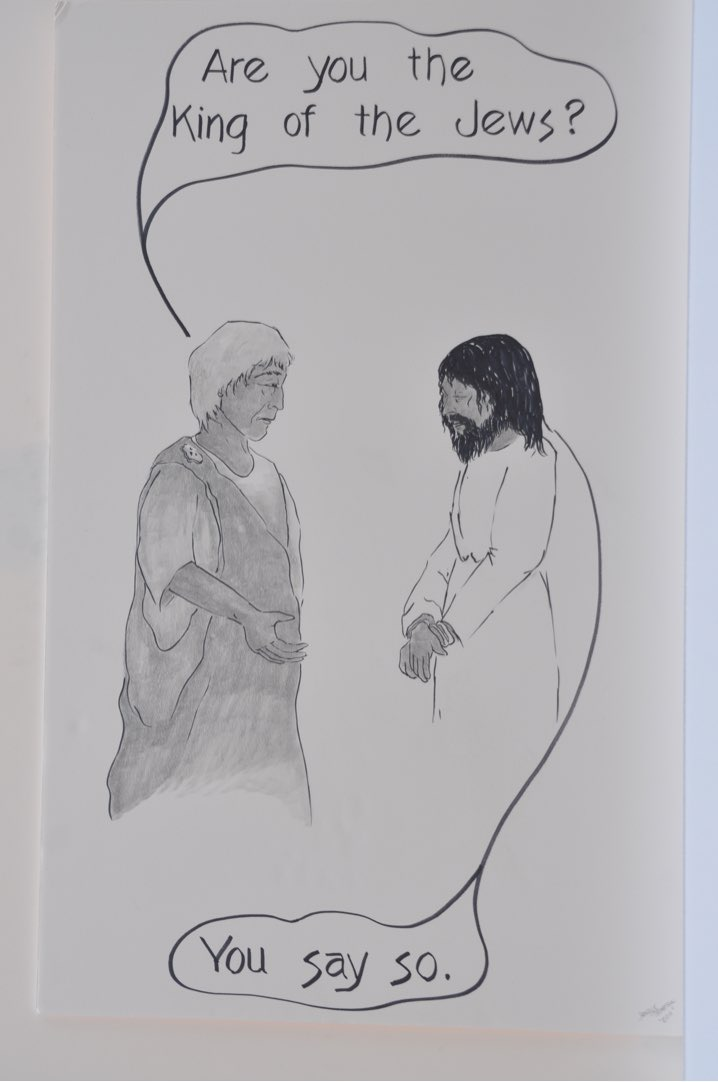 Are you the
King of the Jews?
You say so.